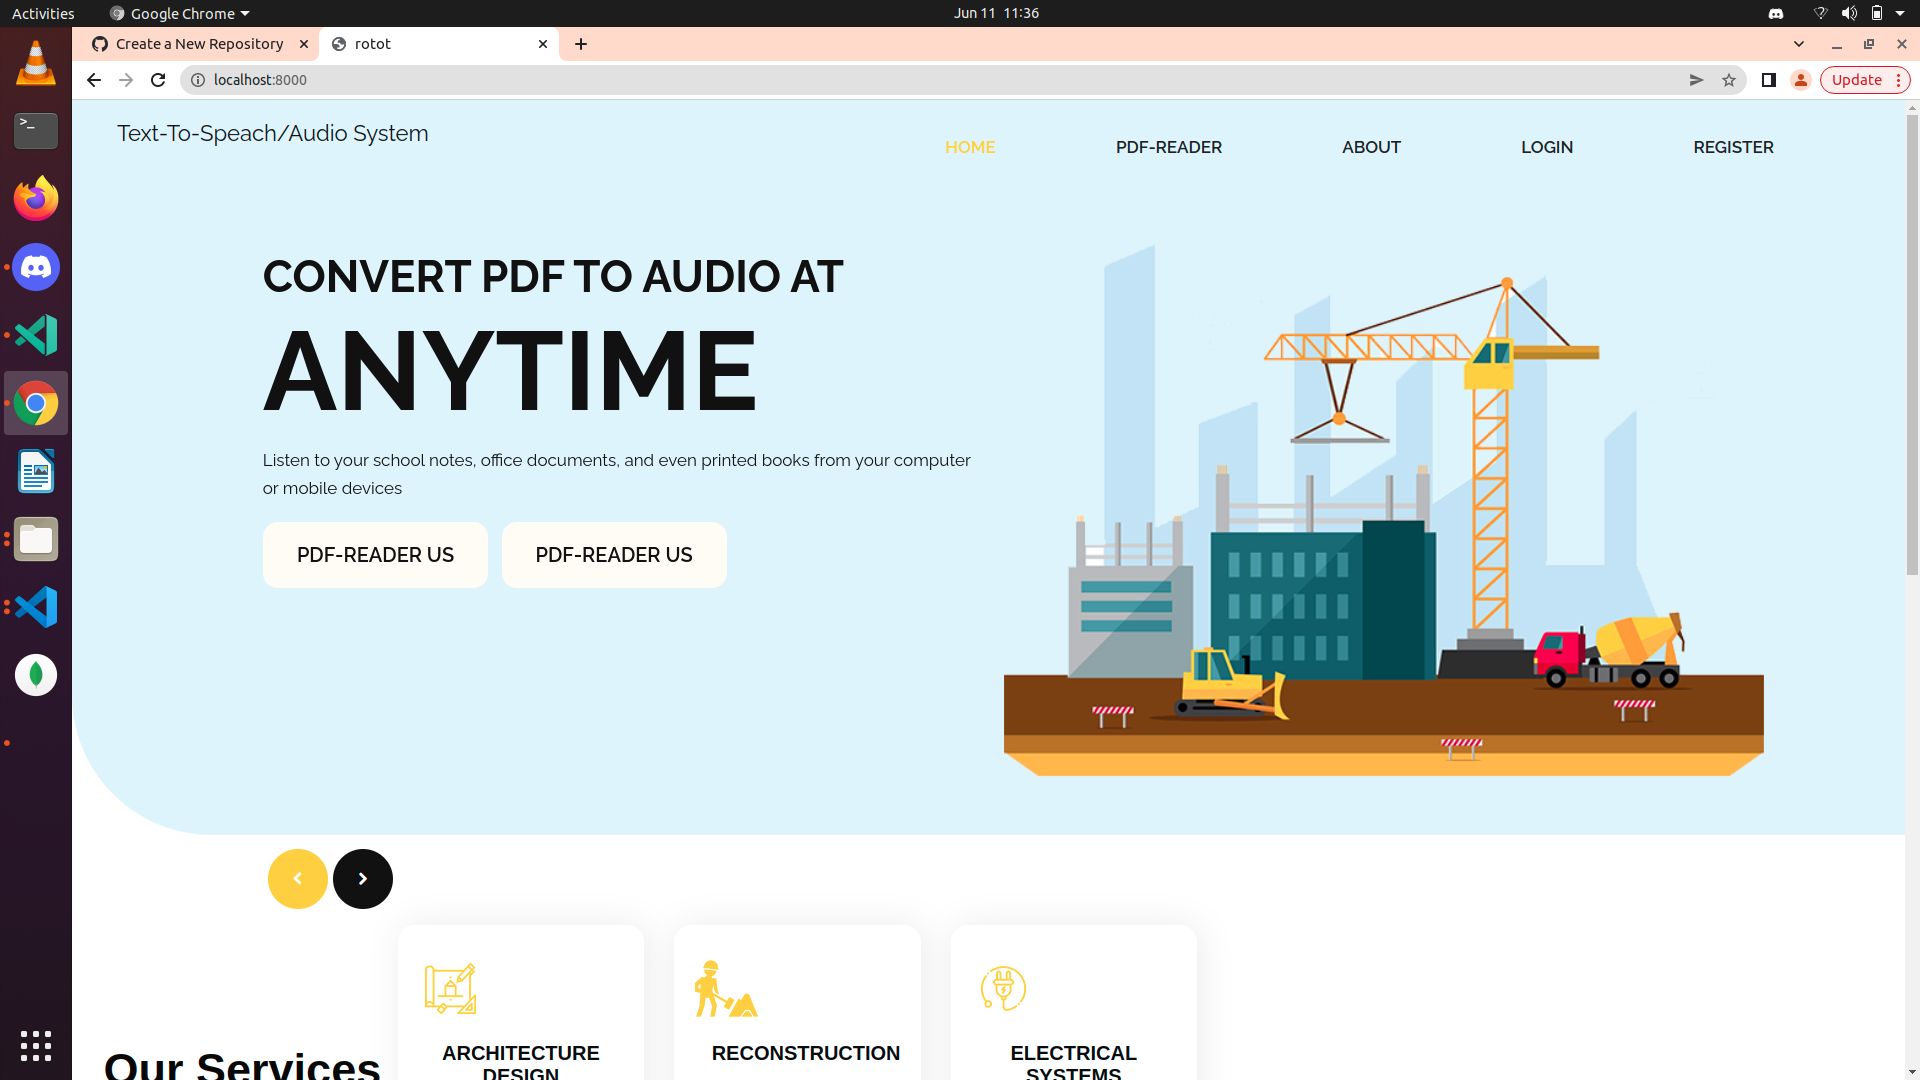 Activities
Google Chrome
Jun 11 11:36
Create a New Repository
rotot
localhost:8000
Update
Text-To-Speach/Audio System
HOME
PDF-READER
ABOUT
LOGIN
REGISTER
CONVERT PDF TO AUDIO AT
ANYTIME
Listen to your school notes, office documents, and even printed books from your computer
or mobile devices
PDF-READER US
PDF-READER US
Our Services
ARCHITECTURE
DESIGN
RECONSTRUCTION
ELECTRICAL
SYSTEMS